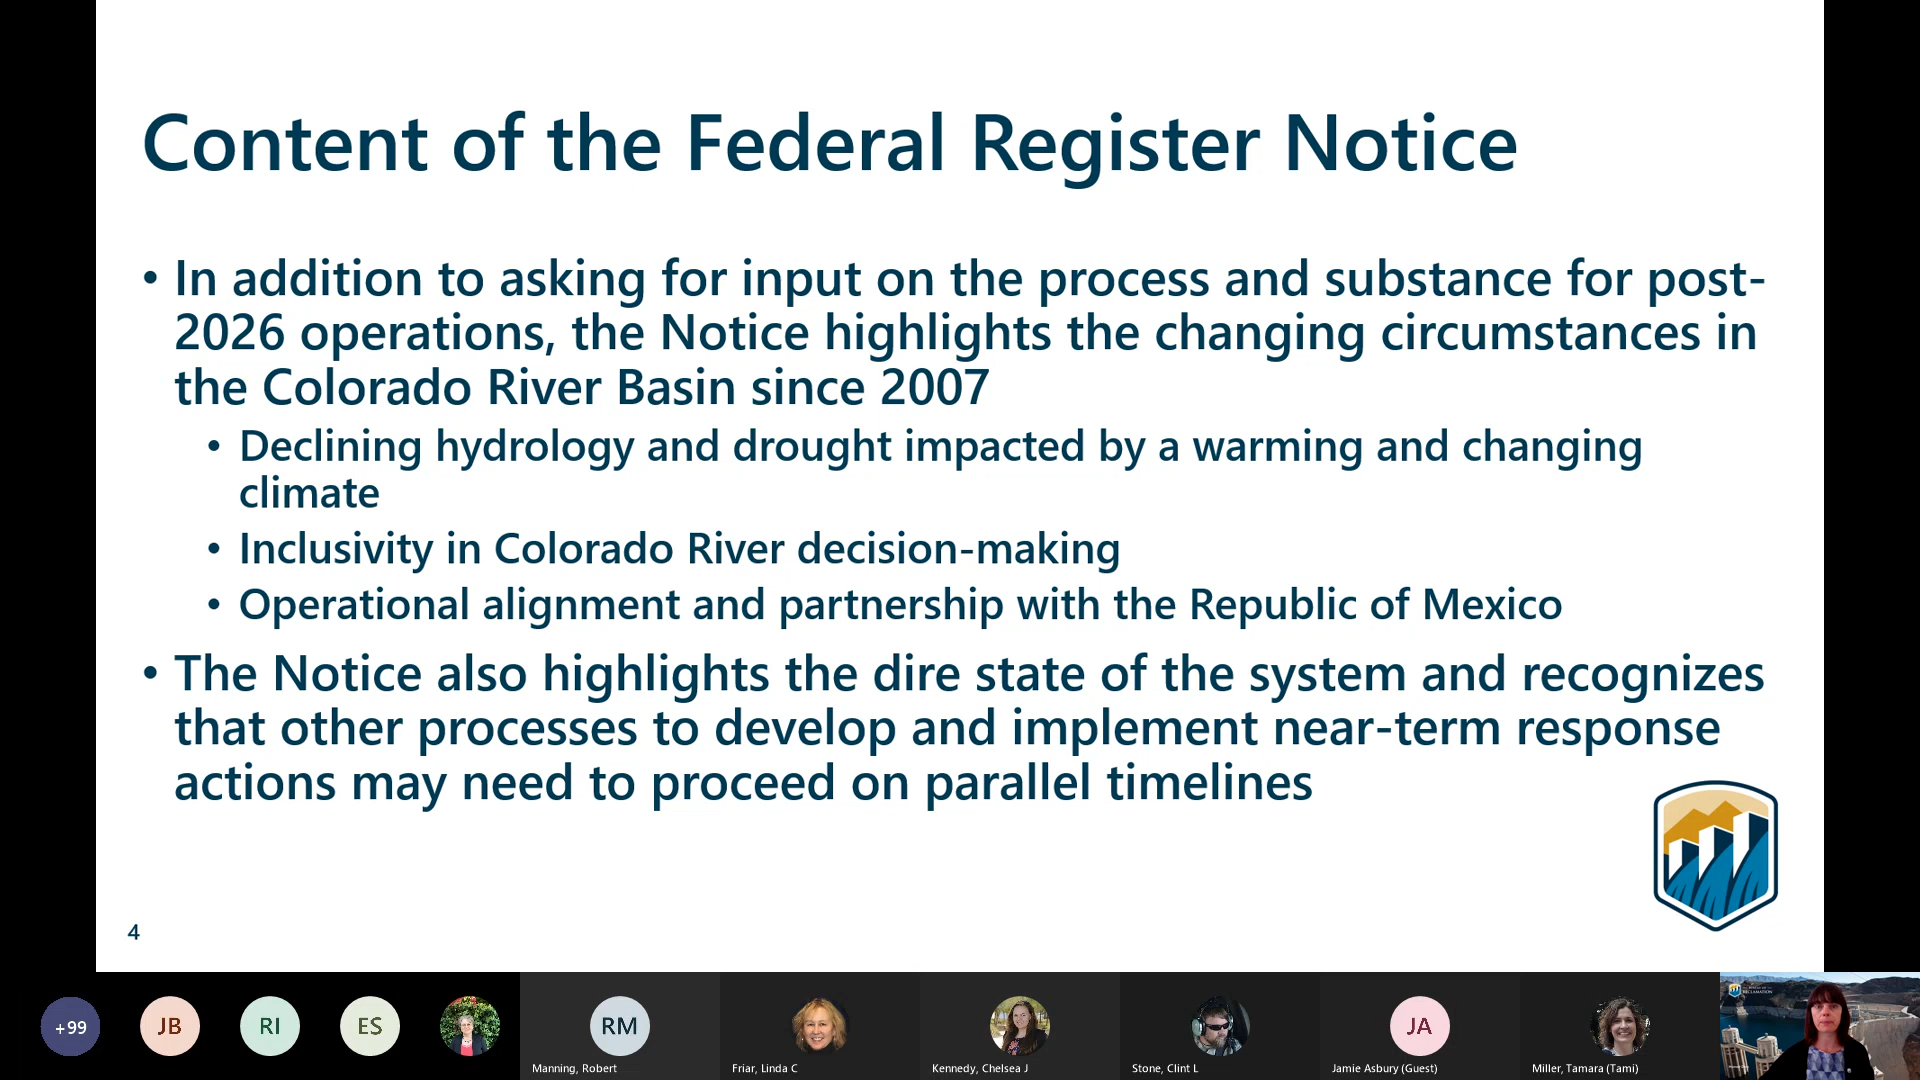 Content of the Federal Register Notice
• In addition to asking for input on the process and substance for post-
2026 operations, the Notice highlights the changing circumstances in
the Colorado River Basin since 2007
• Declining hydrology and drought impacted by a warming and changing
climate
• Inclusivity in Colorado River decision-making
• Operational alignment and partnership with the Republic of Mexico
• The Notice also highlights the dire state of the system and recognizes
that other processes to develop and implement near-term response
actions may need to proceed on parallel timelines
4
+99
JB
RI
ES
RM
JA
Manning, Robert
Friar, Linda C
Kennedy, Chelsea J
Stone, Clint L
Jamie Asbury (Guest)
Miller, Tamara (Tami)
RECLAMATION